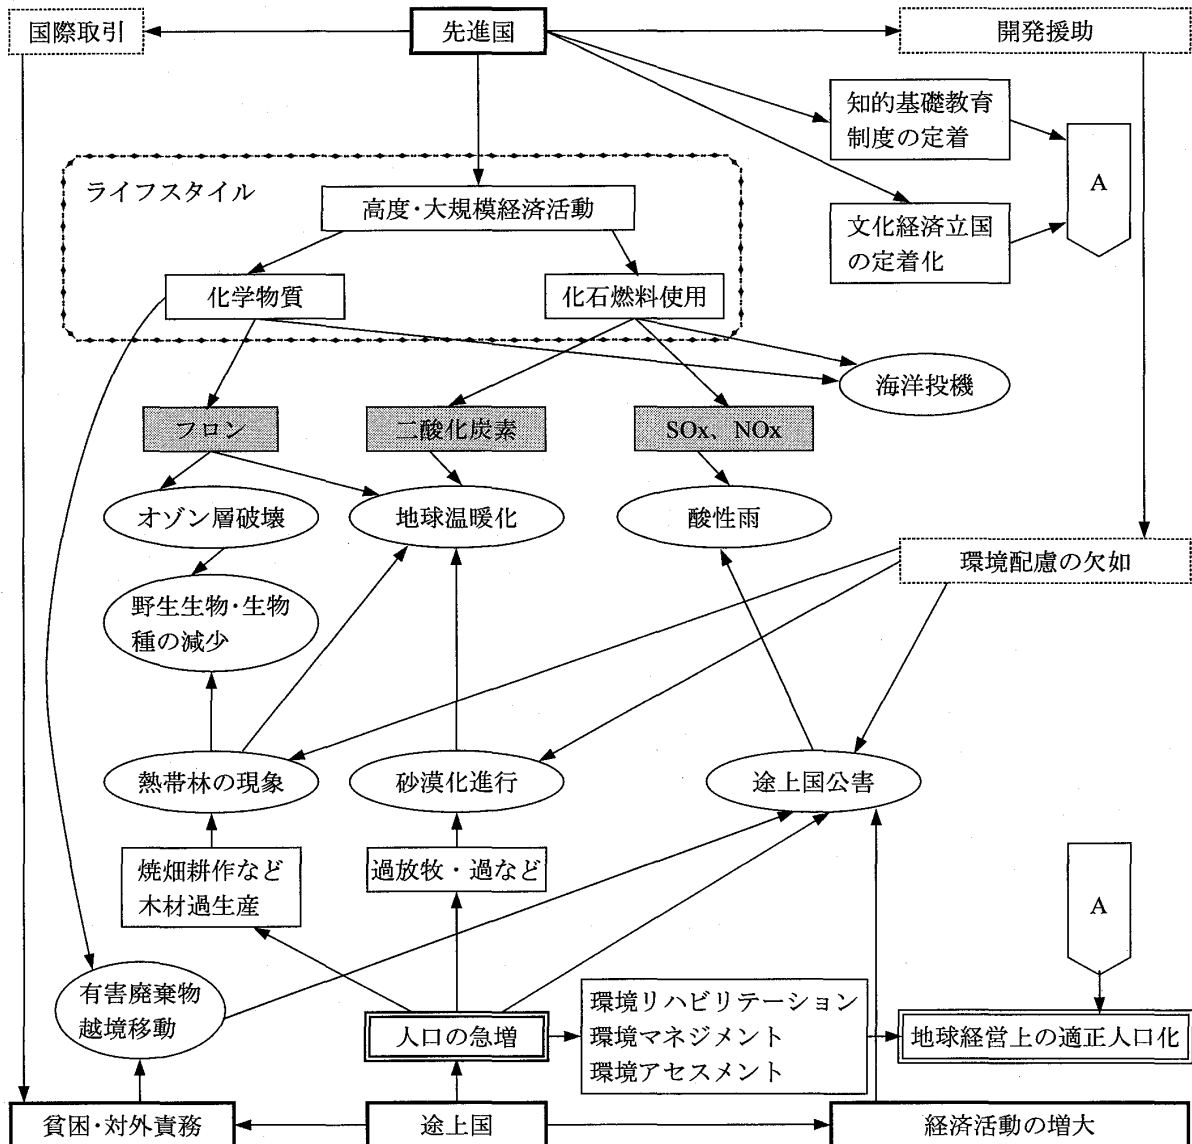 国際取引
先進国
開発援助
知的基礎教育
制度の定着
A
ライフスタイル
高度・大規模経済活動
文化経済立国
の定着化
化学物質
化石燃料使用
海洋投機
フロン
二酸化炭素
SOx、NOx
オゾン層破壊
地球温暖化
酸性雨
環境配慮の欠如
野生生物・生物
種の減少
熱帯林の現象
砂漠化進行
途上国公害
焼畑耕作など
木材過生産
過放牧・過など
A
有害廃棄物
越境移動
人口の急増
環境リハビリテーション
環境マネジメント
環境アセスメント
地球経営上の適正人口化
貧困・対外責務
途上国
経済活動の増大